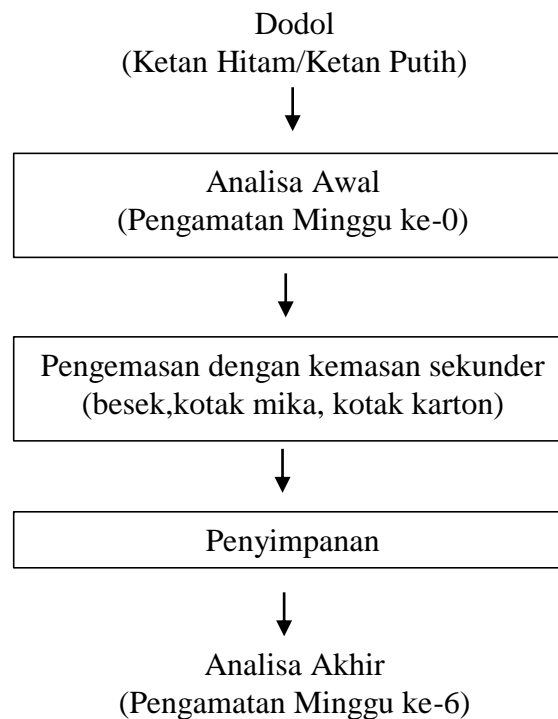 Dodol
(Ketan Hitam/Ketan Putih)
Analisa Awal
(Pengamatan Minggu ke-0)
Pengemasan dengan kemasan sekunder
(besek,kotak mika, kotak karton)
Penyimpanan
Analisa Akhir
(Pengamatan Minggu ke-6)